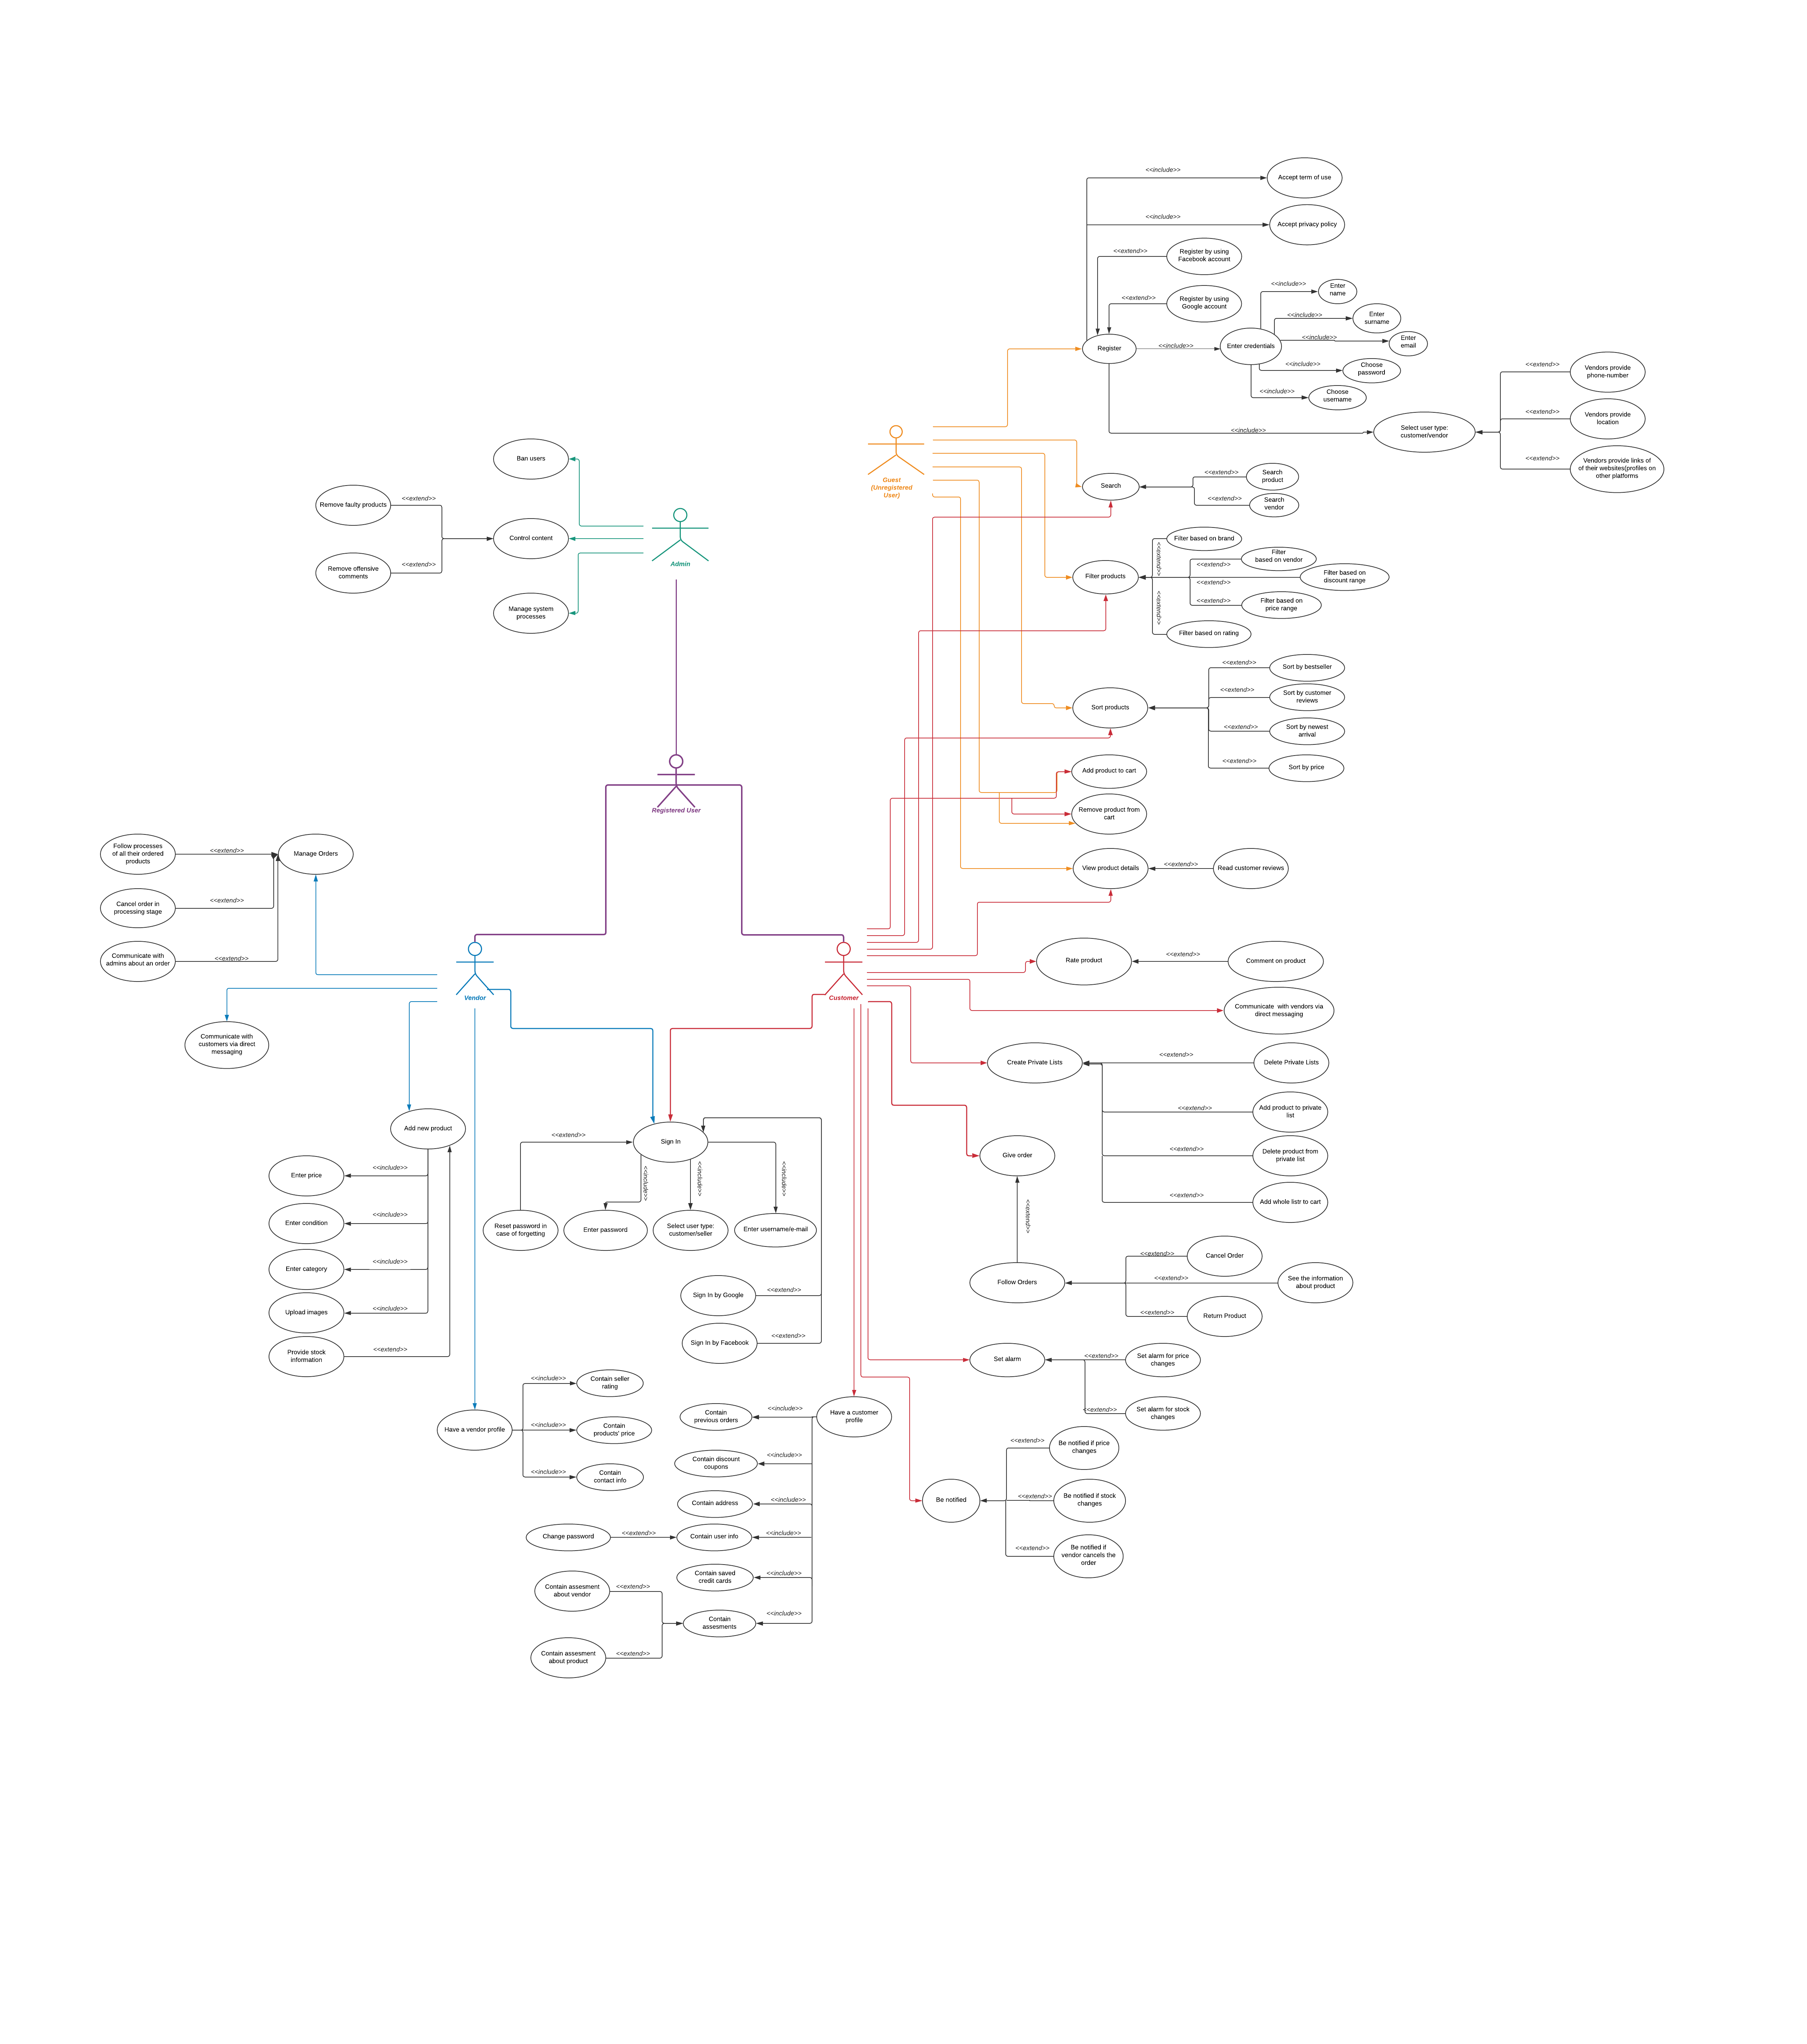 <<include>>
Accept term of use
<<include>>
Accept privacy policy
<<extend>>
Register by using
Facebook account
<<extend>>
Register by using
Google account
<<include>>
Enter
name
<<include>>
Enter
surname
<<include>>
Enter
email
Register
<<include>>
Enter credentials
<<include>>
Choose
password
<<include>>
Choose
username
<<include>>
Select user type:
customer/vendor
<<extend>>
Vendors provide
phone-number
<<extend>>
Vendors provide
location
<<extend>>
Vendors provide links of
of their websites(profiles on
other platforms
Guest
(Unregistered
User)
Search
<<extend>>
Search
product
<<extend>>
Search
vendor
Ban users
Remove faulty products
<<extend>>
Control content
Remove offensive
comments
<<extend>>
Manage system
processes
Admin
Filter products
<<extend>>
Filter based on brand
Filter
based on vendor
<<extend>>
Filter based on
discount range
<<extend>>
<<extend>>
Filter based on
price range
<<extend>>
Filter based on rating
Sort products
<<extend>>
Sort by bestseller
<<extend>>
Sort by customer
reviews
<<extend>>
Sort by newest
arrival
<<extend>>
Sort by price
Add product to cart
Remove product from
cart
Registered User
View product details
<<extend>>
Read customer reviews
Follow processes
of all their ordered
products
<<extend>>
Manage Orders
Cancel order in
processing stage
<<extend>>
Communicate with
admins about an order
<<extend>>
Vendor
Customer
Rate product
<<extend>>
Comment on product
Communicate  with vendors via
direct messaging
Communicate with
customers via direct
messaging
Create Private Lists
<<extend>>
Delete Private Lists
<<extend>>
Add product to private
list
<<extend>>
Delete product from
private list
<<extend>>
Add whole listr to cart
Add new product
Enter price
<<include>>
Enter condition
<<include>>
Enter category
<<include>>
Upload images
<<include>>
Provide stock
information
<<extend>>
Sign In
<<extend>>
<<include>>
<<include>>
<<include>>
Reset password in
case of forgetting
Enter password
Select user type:
customer/seller
Enter username/e-mail
Sign In by Google
<<extend>>
Sign In by Facebook
<<extend>>
Give order
<<extend>>
Follow Orders
<<extend>>
Cancel Order
<<extend>>
See the information
about product
<<extend>>
Return Product
Set alarm
<<extend>>
Set alarm for price
changes
<<extend>>
Set alarm for stock
changes
Have a vendor profile
<<include>>
Contain seller
rating
<<include>>
Contain
products' price
<<include>>
Contain
contact info
Have a customer
profile
Contain
previous orders
<<include>>
Contain discount
coupons
<<include>>
Contain address
<<include>>
Change password
<<extend>>
Contain user info
<<include>>
Contain saved
credit cards
<<include>>
Contain assesment
about vendor
<<extend>>
Contain
assesments
<<include>>
Contain assesment
about product
<<extend>>
Be notified
<<extend>>
Be notified if price
changes
<<extend>>
Be notified if stock
changes
<<extend>>
Be notified if
vendor cancels the
order